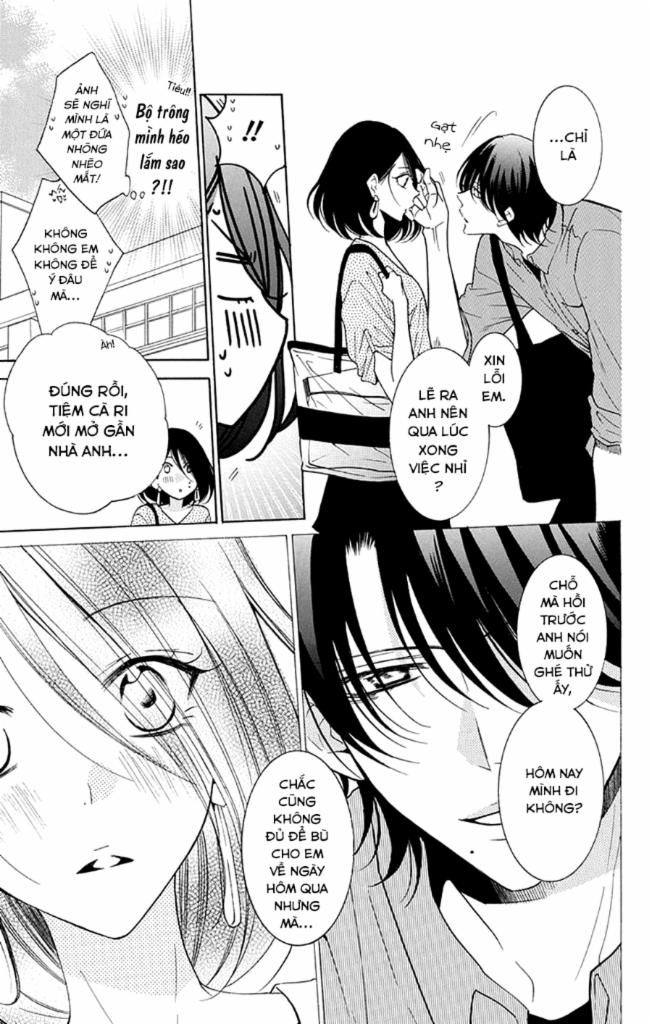 ...CHỈ
LÀ
Gạt
nhẹ
XIN
LỖI
EM.
LẼ RA
ANH NÊN
QUA LÚC
XONG
VIỆC NHỈ
?
!!
Tiêu!!
Bộ trông
mình héo
lắm sao
?!!
ẢNH
SẼ NGHĨ
MÌNH LÀ
MỘT ĐỨA
NHÕNG
NHẼO
MẤT!
KHÔNG
KHÔNG EM
KHÔNG ĐỂ
Ý ĐÂU
MÀ...
Àh!
ĐÚNG RỒI,
TIỆM CÀ RI
MỚI MỞ GẦN
NHÀ ANH...
CHỖ
MÀ HỒI
TRƯỚC
ANH NÓI
MUỐN
GHÉ THỬ
ẤY,
HÔM NAY
MÌNH ĐI
KHÔNG?
CHẮC
CŨNG
KHÔNG
ĐỦ ĐỂ BÙ
CHO EM
VỀ NGÀY
HÔM QUA
NHƯNG
MÀ...